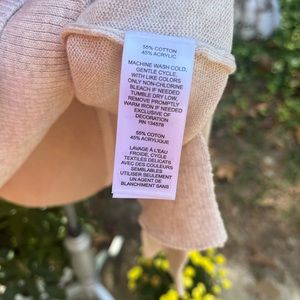 55% COTTON
45% ACRYLIC
MACHINE WASH COLD,
GENTLE CYCLE,
WITH LIKE COLORS
ONLY NON-CHLORINE
BLEACH IF NEEDED
TUMBLE DRY LOW,
REMOVE PROMPTLY
WARM IRON IF NEEDED
EXCLUSIVE OF
DECORATION
RN 134578
55% COTON
45% ACRYLIQUE
LAVAGE À L'EAU
FROIDE, CYCLE
TEXTILES DÉLICATS
AVEC DES COULEURS
SEMBLABLES
UTILISER SEULEMENT
UN AGENT DE
BLANCHIMENT SANS